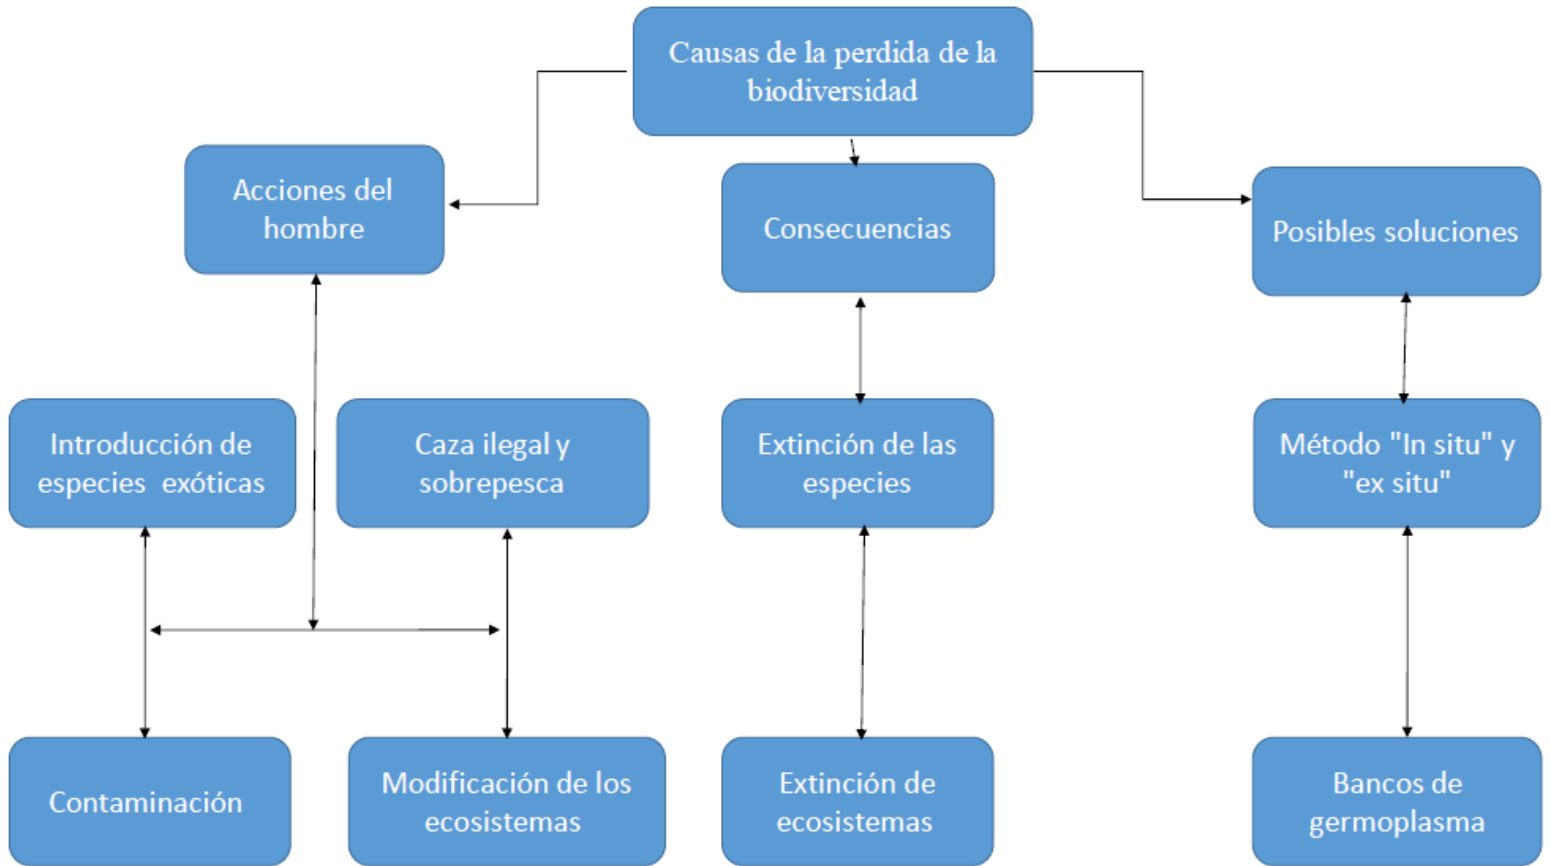 Causas de la perdida de la
biodiversidad
Acciones del
hombre
Consecuencias
Posibles soluciones
Introducción de
especies exóticas
Caza ilegal y
sobrepesca
Extinción de las
especies
Método "In situ" y
"ex situ"
Contaminación
Modificación de los
ecosistemas
Extinción de
ecosistemas
Bancos de
germoplasma